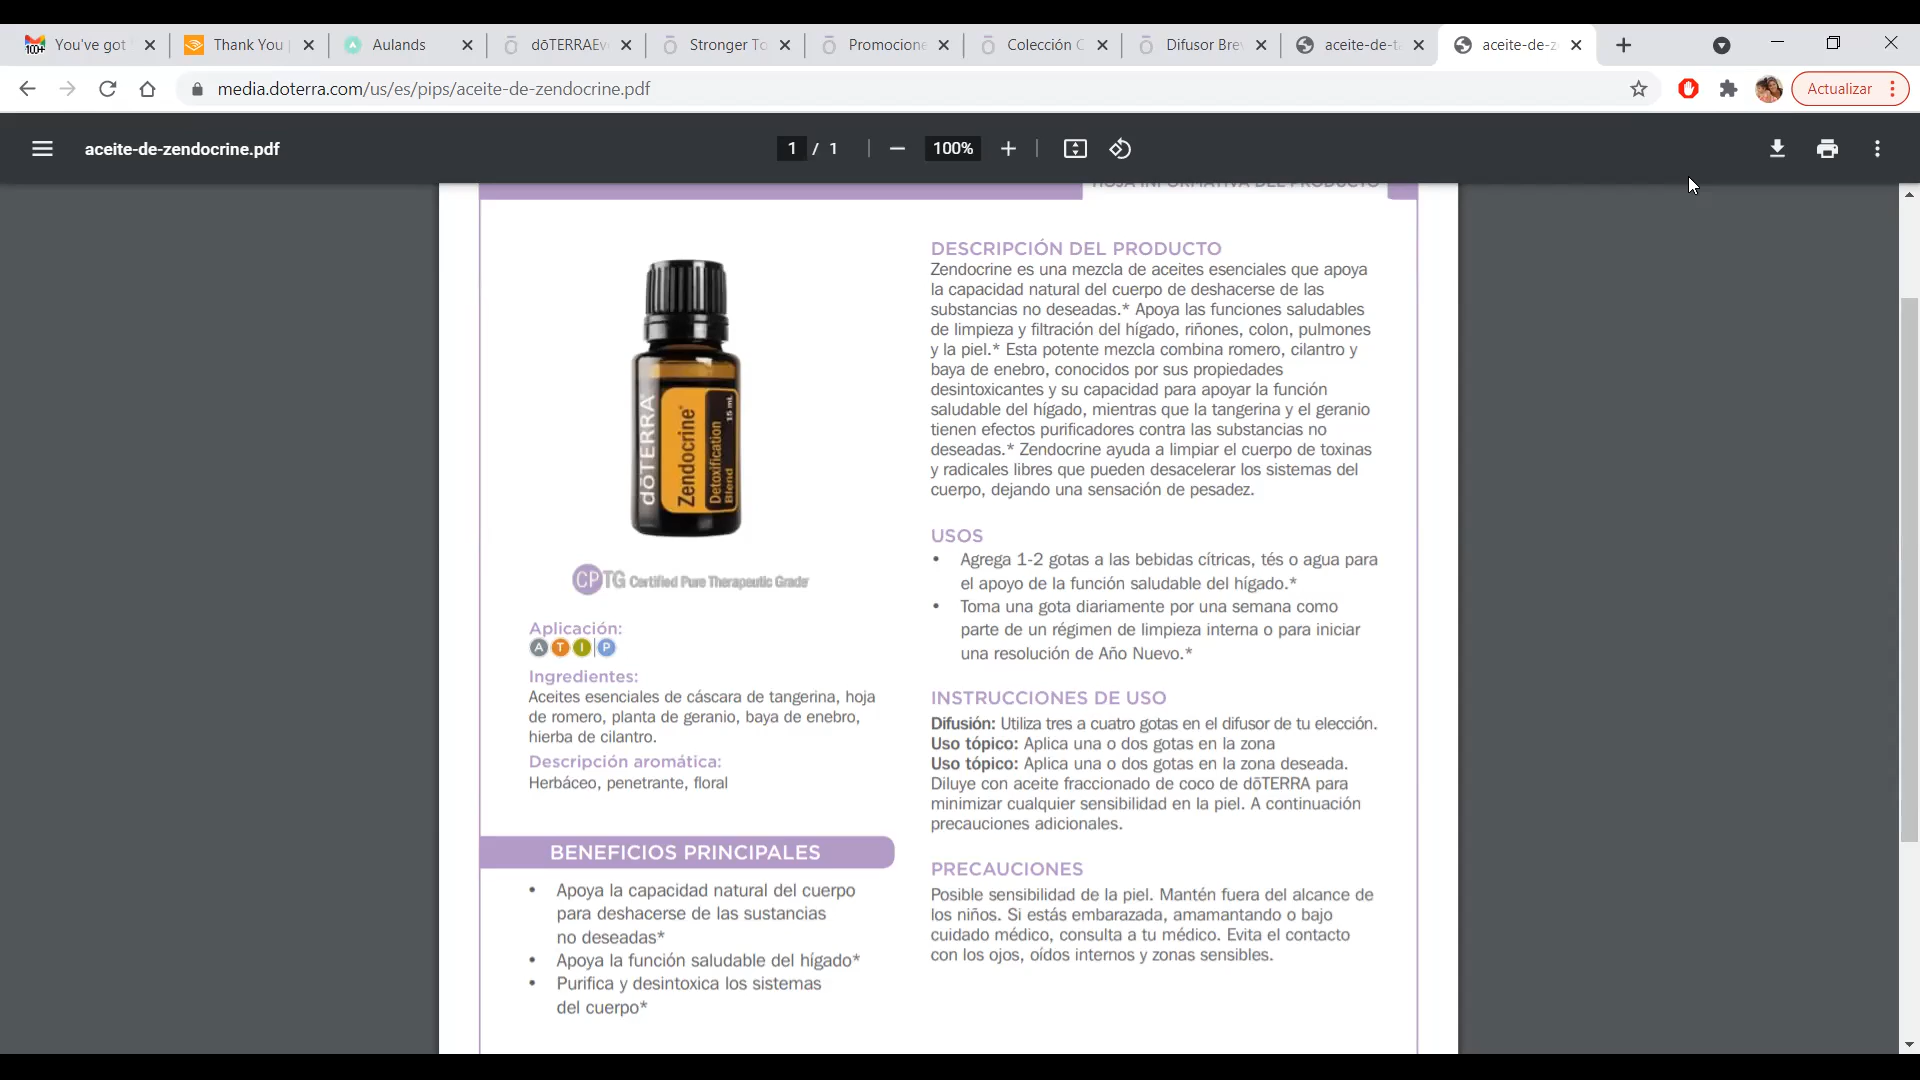 You've got
Thank You
Aulands
dōTERRAEv
Stronger To
Promocione
Colección
Difusor Bre
aceite-de-t
aceite-de-z
media.doterra.com/us/es/pips/aceite-de-zendocrine.pdf
Actualizar
aceite-de-zendocrine.pdf
1 / 1
100%
HOJA INFORMATIVA DEL PRODUCTO
dōTERRA
Zendocrine
Detoxification
Blend
15 mL
CPTG Certified Pure Therapeutic Grade
Aplicación:
A T I P
Ingredientes:
Aceites esenciales de cáscara de tangerina, hoja
de romero, planta de geranio, baya de enebro,
hierba de cilantro.
Descripción aromática:
Herbáceo, penetrante, floral
BENEFICIOS PRINCIPALES
• Apoya la capacidad natural del cuerpo
para deshacerse de las sustancias
no deseadas*
• Apoya la función saludable del hígado*
• Purifica y desintoxica los sistemas
del cuerpo*
DESCRIPCIÓN DEL PRODUCTO
Zendocrine es una mezcla de aceites esenciales que apoya
la capacidad natural del cuerpo de deshacerse de las
substancias no deseadas.* Apoya las funciones saludables
de limpieza y filtración del hígado, riñones, colon, pulmones
y la piel.* Esta potente mezcla combina romero, cilantro y
baya de enebro, conocidos por sus propiedades
desintoxicantes y su capacidad para apoyar la función
saludable del hígado, mientras que la tangerina y el geranio
tienen efectos purificadores contra las substancias no
deseadas.* Zendocrine ayuda a limpiar el cuerpo de toxinas
y radicales libres que pueden desacelerar los sistemas del
cuerpo, dejando una sensación de pesadez.
USOS
• Agrega 1-2 gotas a las bebidas cítricas, tés o agua para
el apoyo de la función saludable del hígado.*
• Toma una gota diariamente por una semana como
parte de un régimen de limpieza interna o para iniciar
una resolución de Año Nuevo.*
INSTRUCCIONES DE USO
Difusión: Utiliza tres a cuatro gotas en el difusor de tu elección.
Uso tópico: Aplica una o dos gotas en la zona
Uso tópico: Aplica una o dos gotas en la zona deseada.
Diluye con aceite fraccionado de coco de dōTERRA para
minimizar cualquier sensibilidad en la piel. A continuación
precauciones adicionales.
PRECAUCIONES
Posible sensibilidad de la piel. Mantén fuera del alcance de
los niños. Si estás embarazada, amamantando o bajo
cuidado médico, consulta a tu médico. Evita el contacto
con los ojos, oídos internos y zonas sensibles.